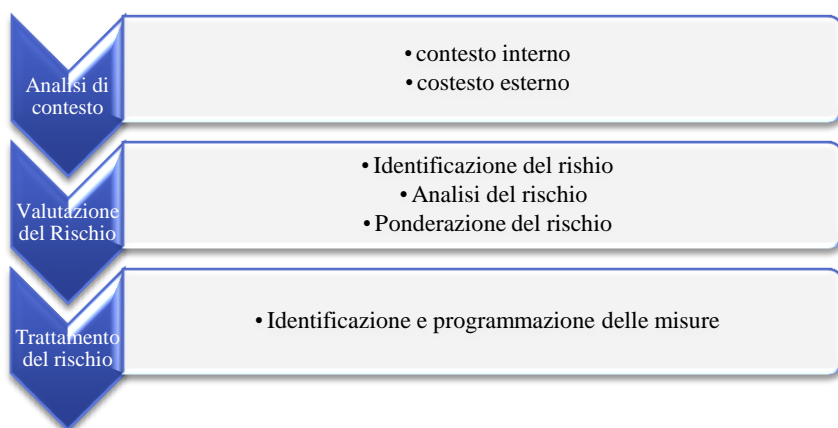 Analisi di
contesto
• contesto interno
• costesto esterno
Valutazione
del Rischio
• Identificazione del rishio
• Analisi del rischio
• Ponderazione del rischio
Trattamento
del rischio
• Identificazione e programmazione delle misure